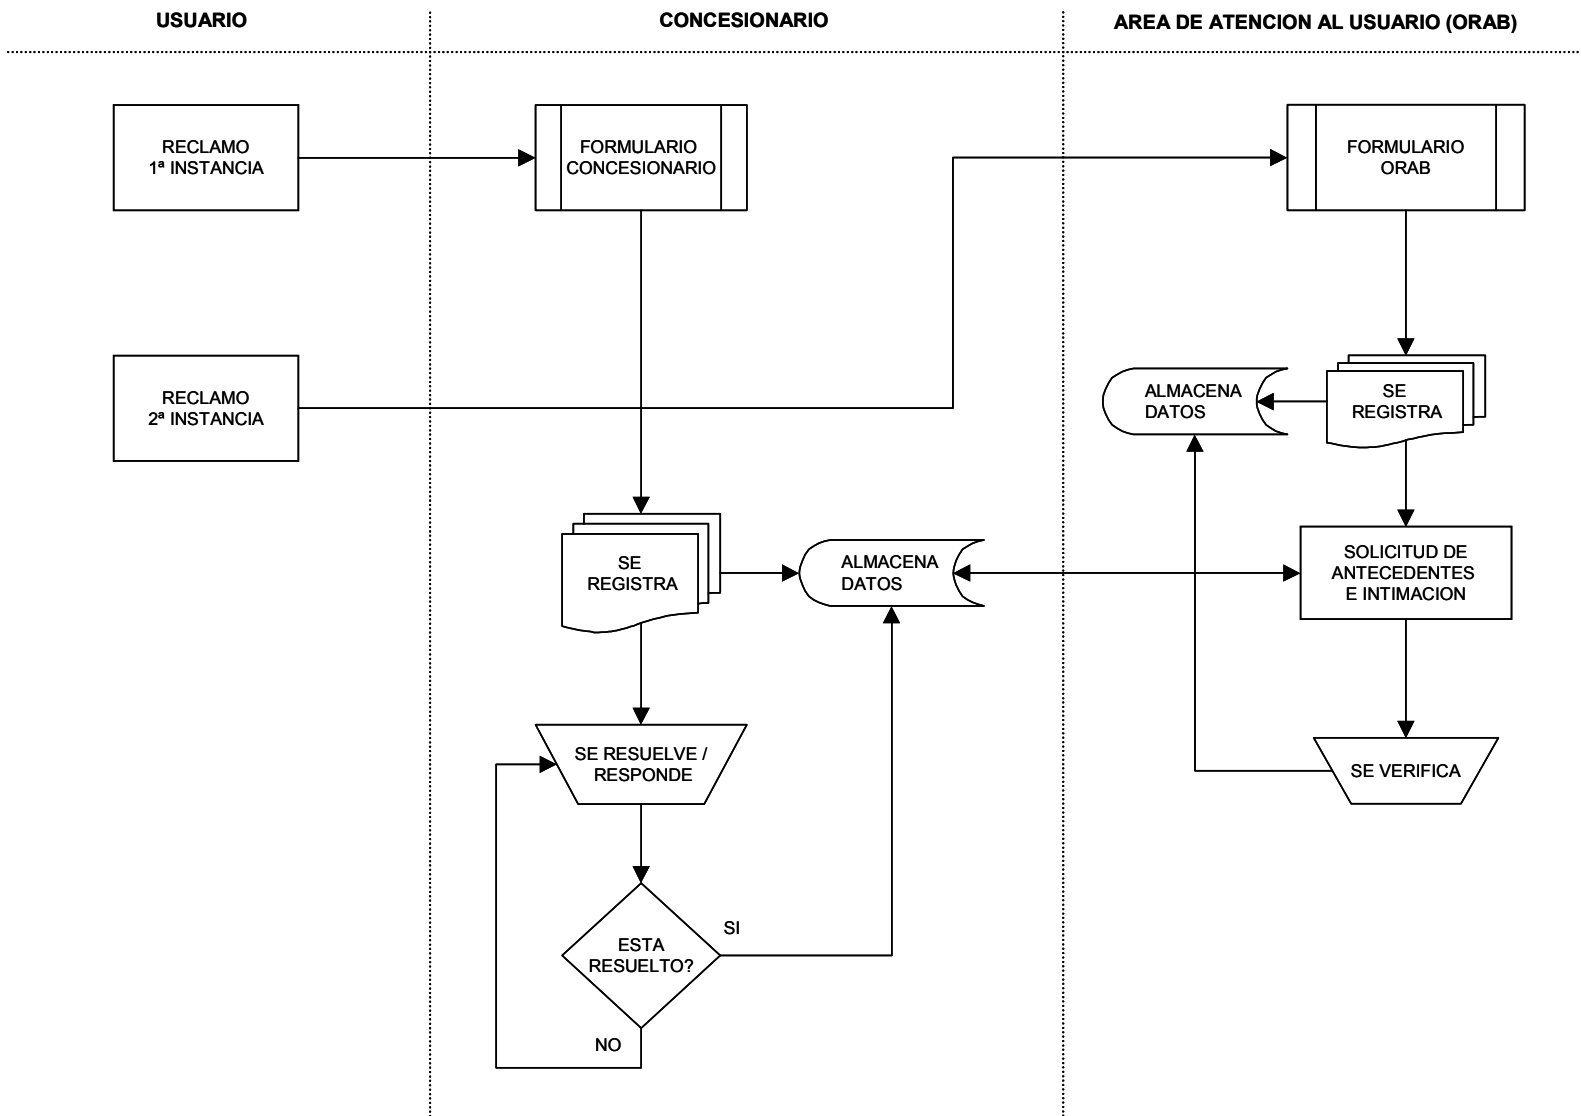 USUARIO
CONCESIONARIO
AREA DE ATENCION AL USUARIO (ORAB)
RECLAMO
1ª INSTANCIA
FORMULARIO
CONCESIONARIO
FORMULARIO
ORAB
RECLAMO
2ª INSTANCIA
ALMACENA
DATOS
SE
REGISTRA
SE
REGISTRA
ALMACENA
DATOS
SOLICITUD DE
ANTECEDENTES
E INTIMACION
SE RESUELVE /
RESPONDE
SE VERIFICA
ESTA
RESUELTO?
SI
NO